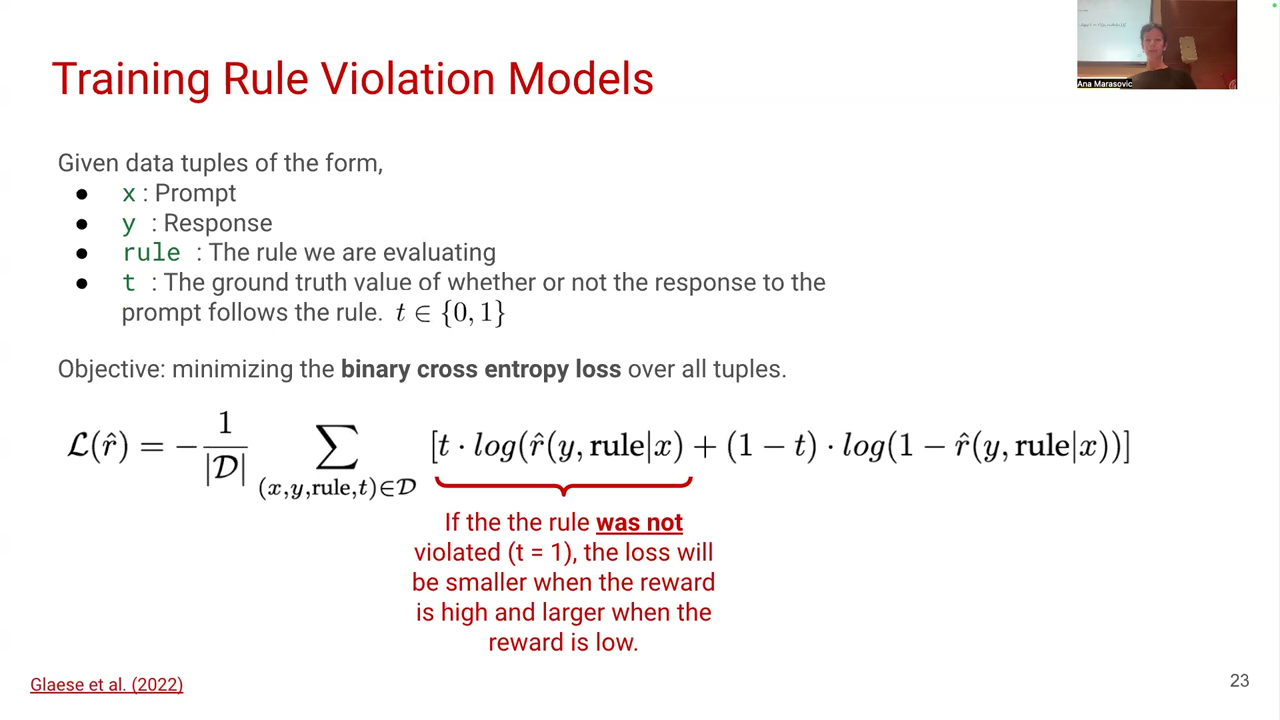 Ana Marasovic
Training Rule Violation Models
Given data tuples of the form,
● x : Prompt
● y : Response
● rule : The rule we are evaluating
● t : The ground truth value of whether or not the response to the
prompt follows the rule. t ∈ {0, 1}
Objective: minimizing the binary cross entropy loss over all tuples.
ℒ(r̂) = − 1/|𝒟| ∑_{(x,y,rule,t)∈𝒟} [t · log(r̂(y, rule|x) + (1 − t) · log(1 − r̂(y, rule|x))]
If the the rule was not
violated (t = 1), the loss will
be smaller when the reward
is high and larger when the
reward is low.
Glaese et al. (2022)
23